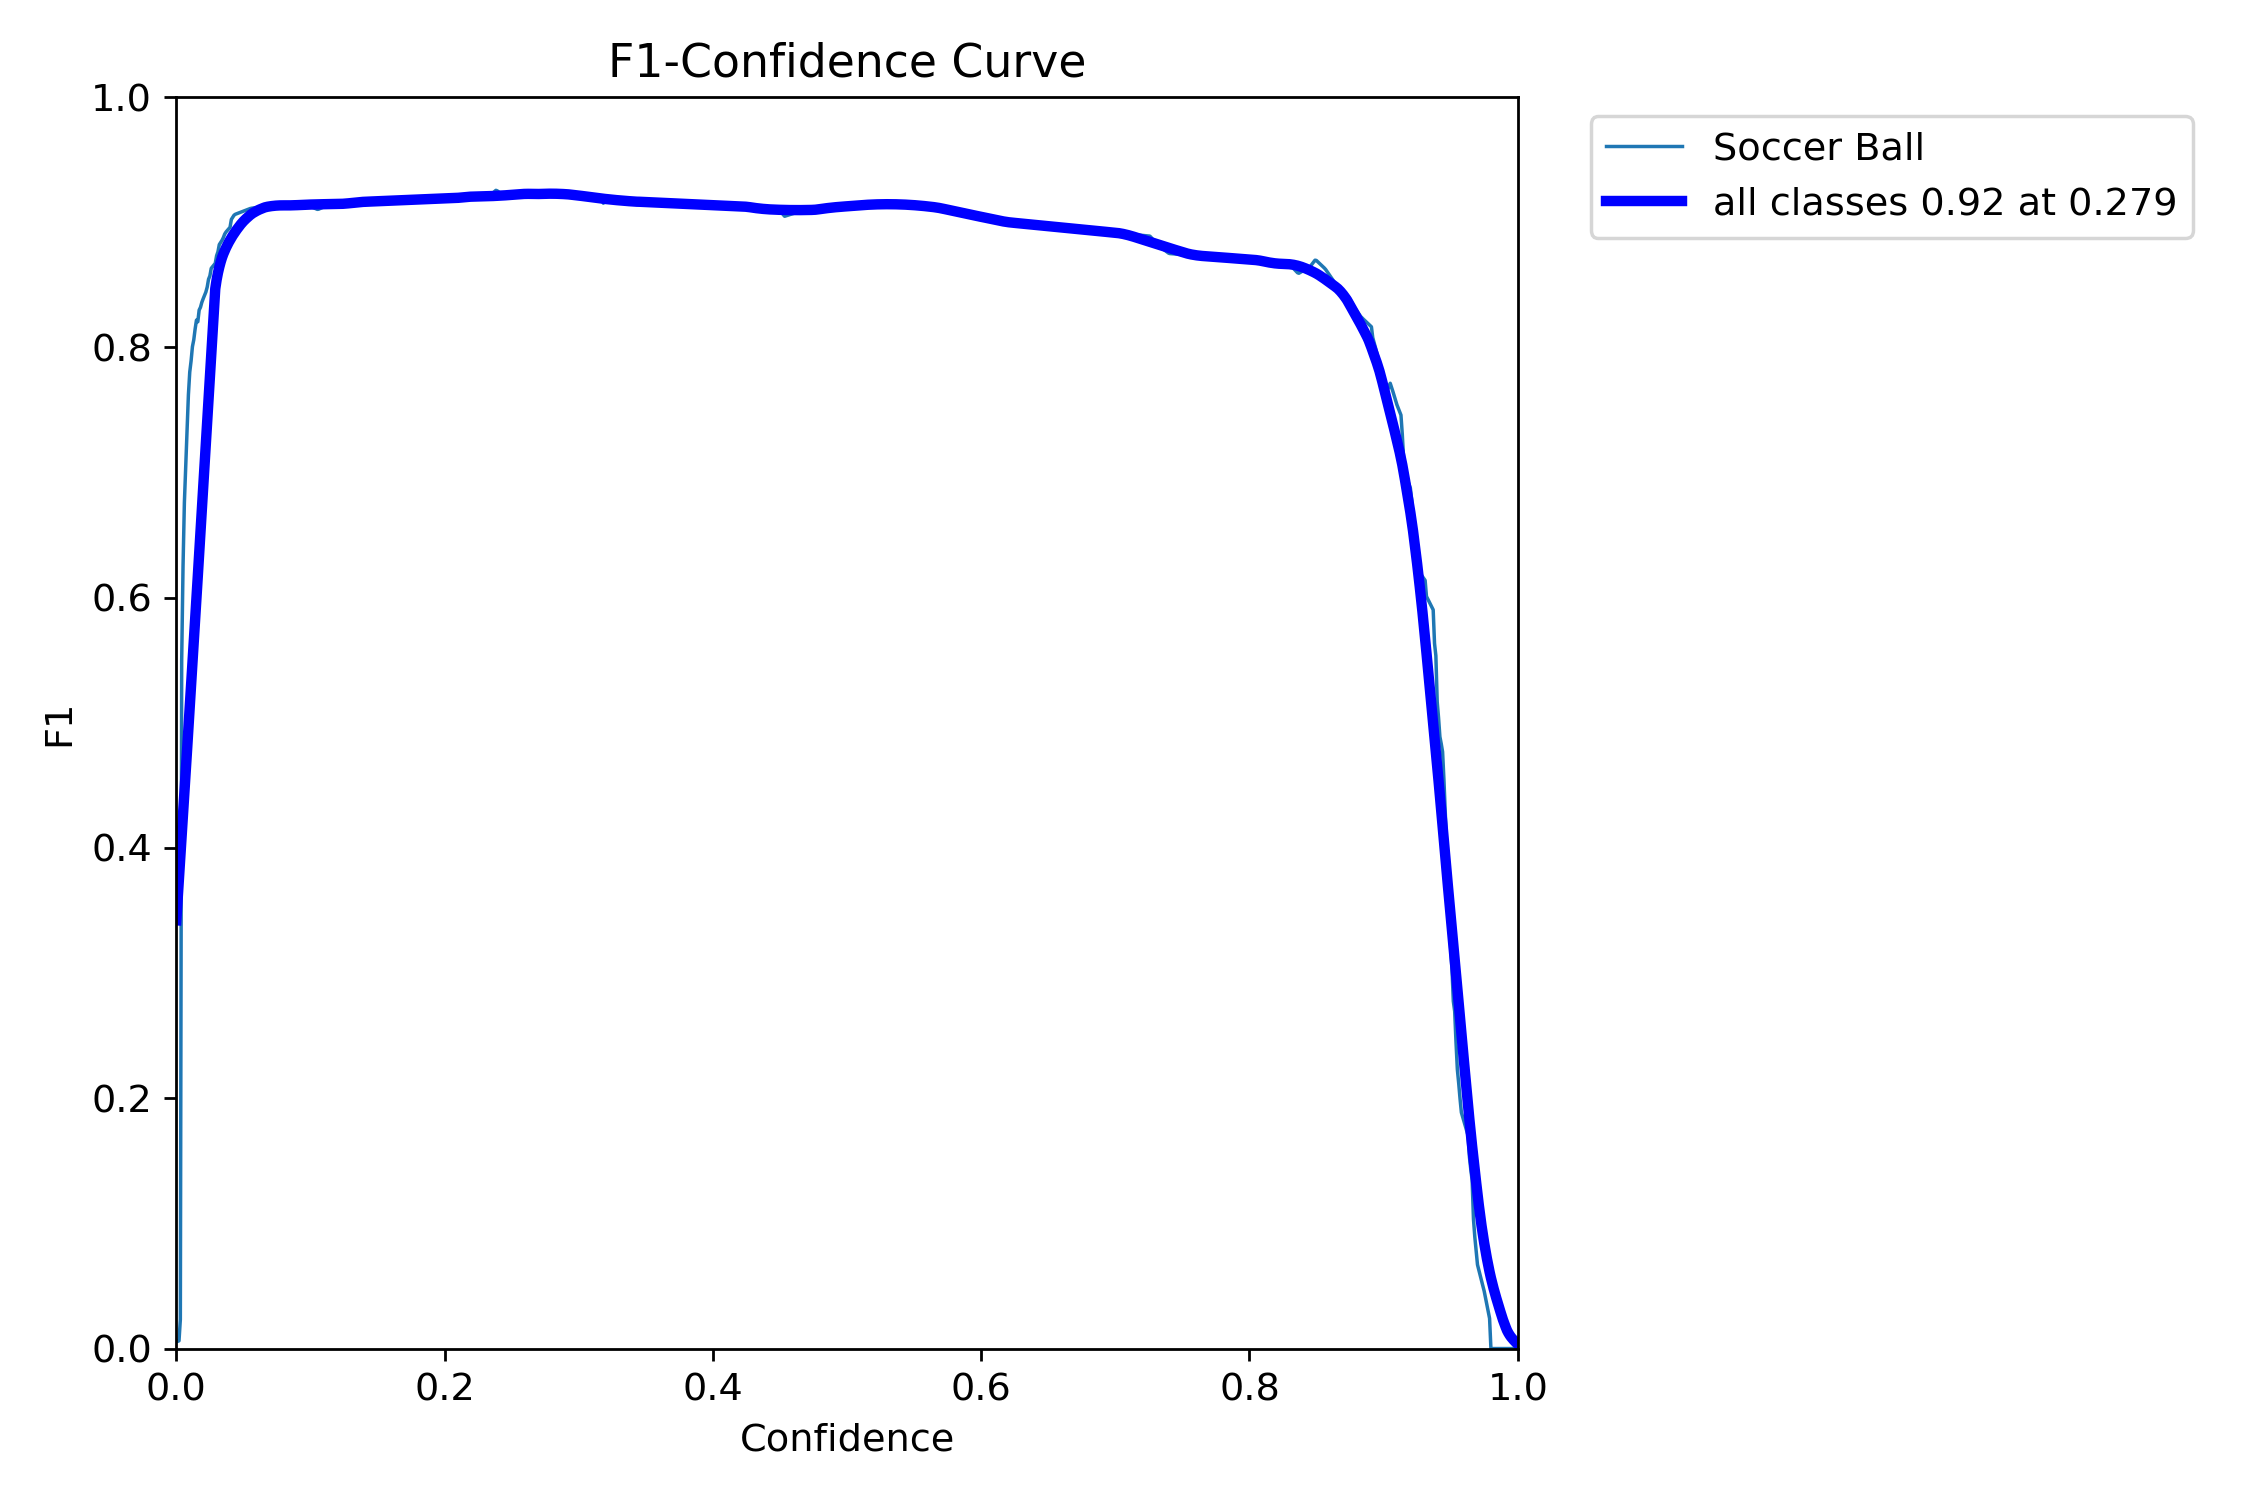 F1-Confidence Curve
1.0
0.8
0.6
0.4
0.2
0.0
F1
0.0 0.2 0.4 0.6 0.8 1.0
Confidence
Soccer Ball
all classes 0.92 at 0.279